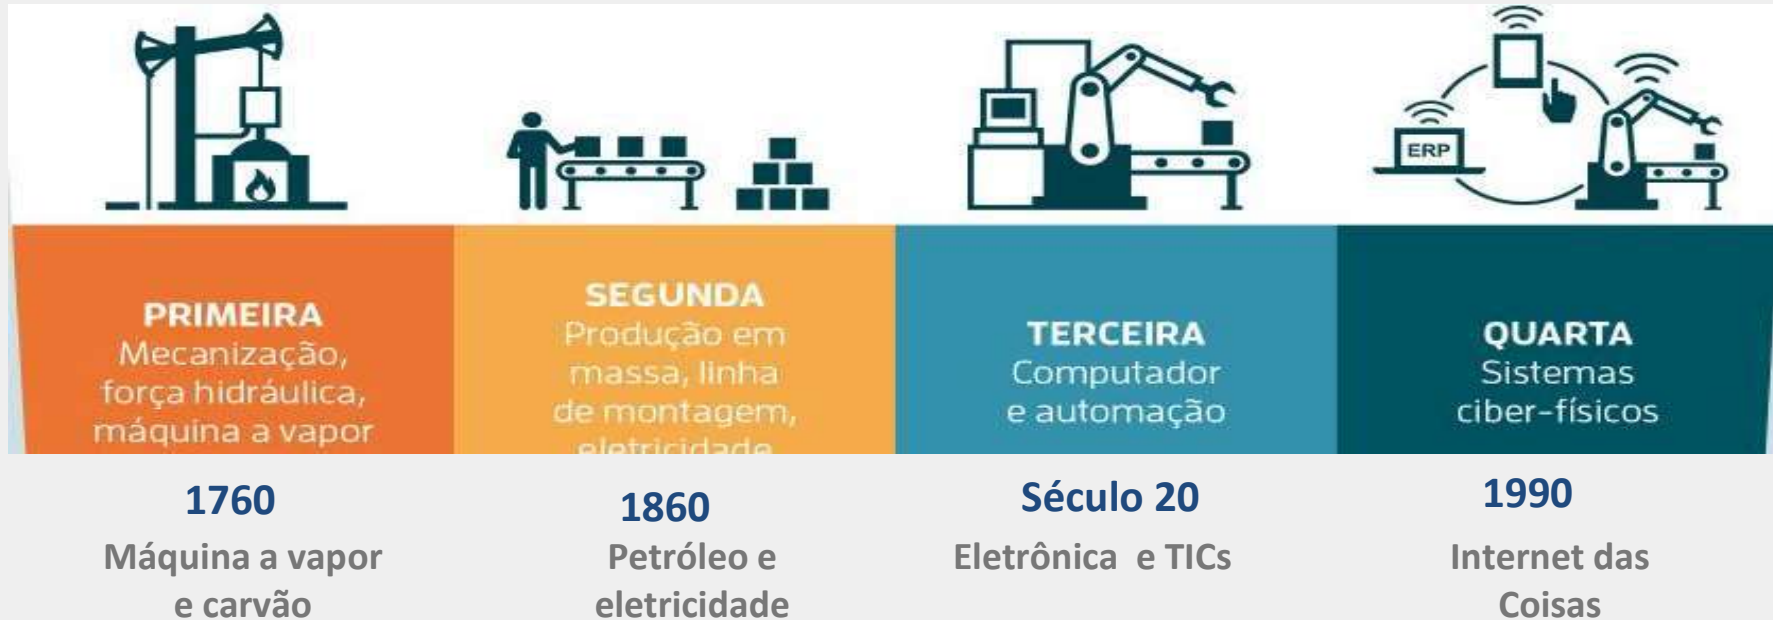 ERP
PRIMEIRA
Mecanização,
força hidráulica,
máquina a vapor
SEGUNDA
Produção em
massa, linha
de montagem,
eletricidade
TERCEIRA
Computador
e automação
QUARTA
Sistemas
ciber-físicos
1760
Máquina a vapor
e carvão
1860
Petróleo e
eletricidade
Século 20
Eletrônica e TICs
1990
Internet das
Coisas